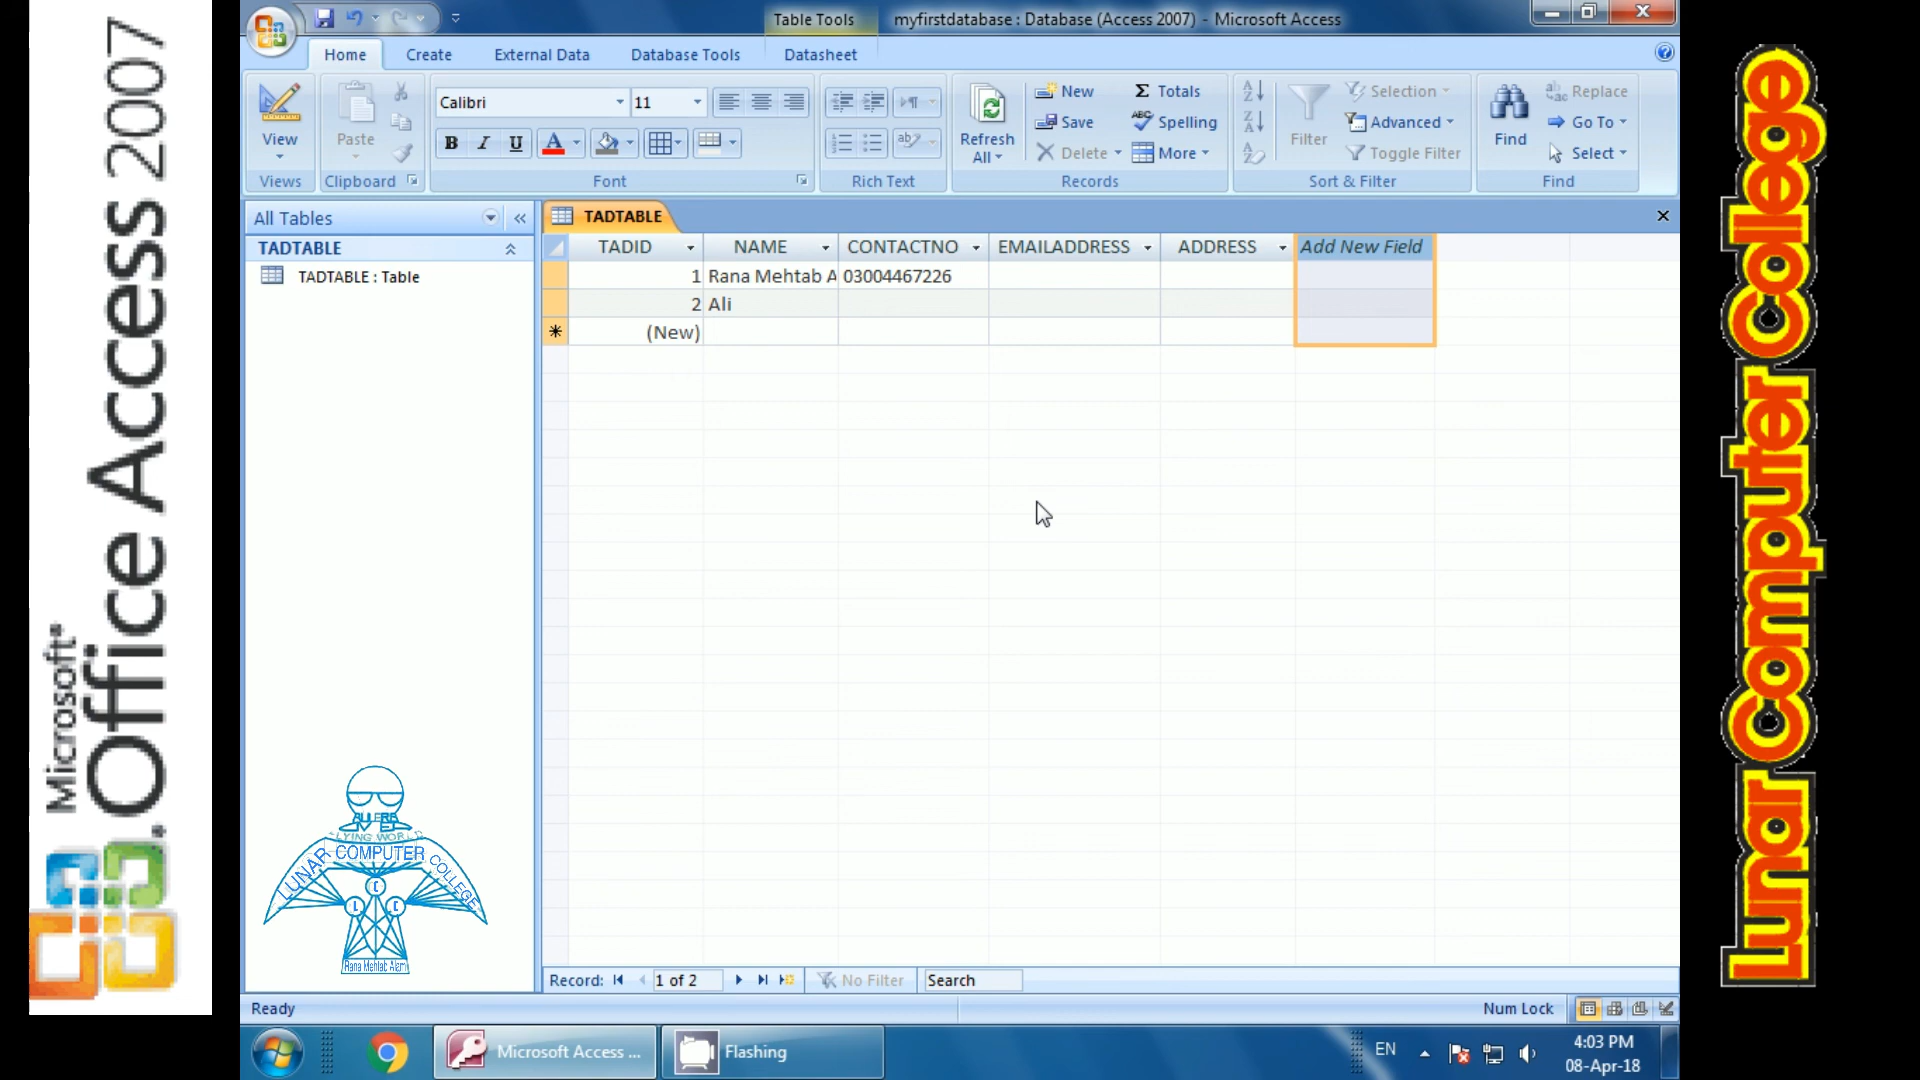 Microsoft®
Office Access 2007
Table Tools
myfirstdatabase : Database (Access 2007) - Microsoft Access
Home
Create
External Data
Database Tools
Datasheet
View
Paste
Calibri
11
B I U A
Refresh
All
New
Save
Delete
Σ Totals
ABC Spelling
More
Filter
Selection
Advanced
Toggle Filter
Find
Replace
Go To
Select
Views
Clipboard
Font
Rich Text
Records
Sort & Filter
Find
All Tables
TADTABLE
TADTABLE : Table
TADTABLE
TADID NAME CONTACTNO EMAILADDRESS ADDRESS Add New Field
1 Rana Mehtab A 03004467226
2 Ali
(New)
LUNAR COMPUTER COLLEGE
L C C
Rana Mehtab Alam
Record: 1 of 2 No Filter Search
Ready
Num Lock
Microsoft Access ...
Flashing
EN
4:03 PM
08-Apr-18
Lunar Computer College